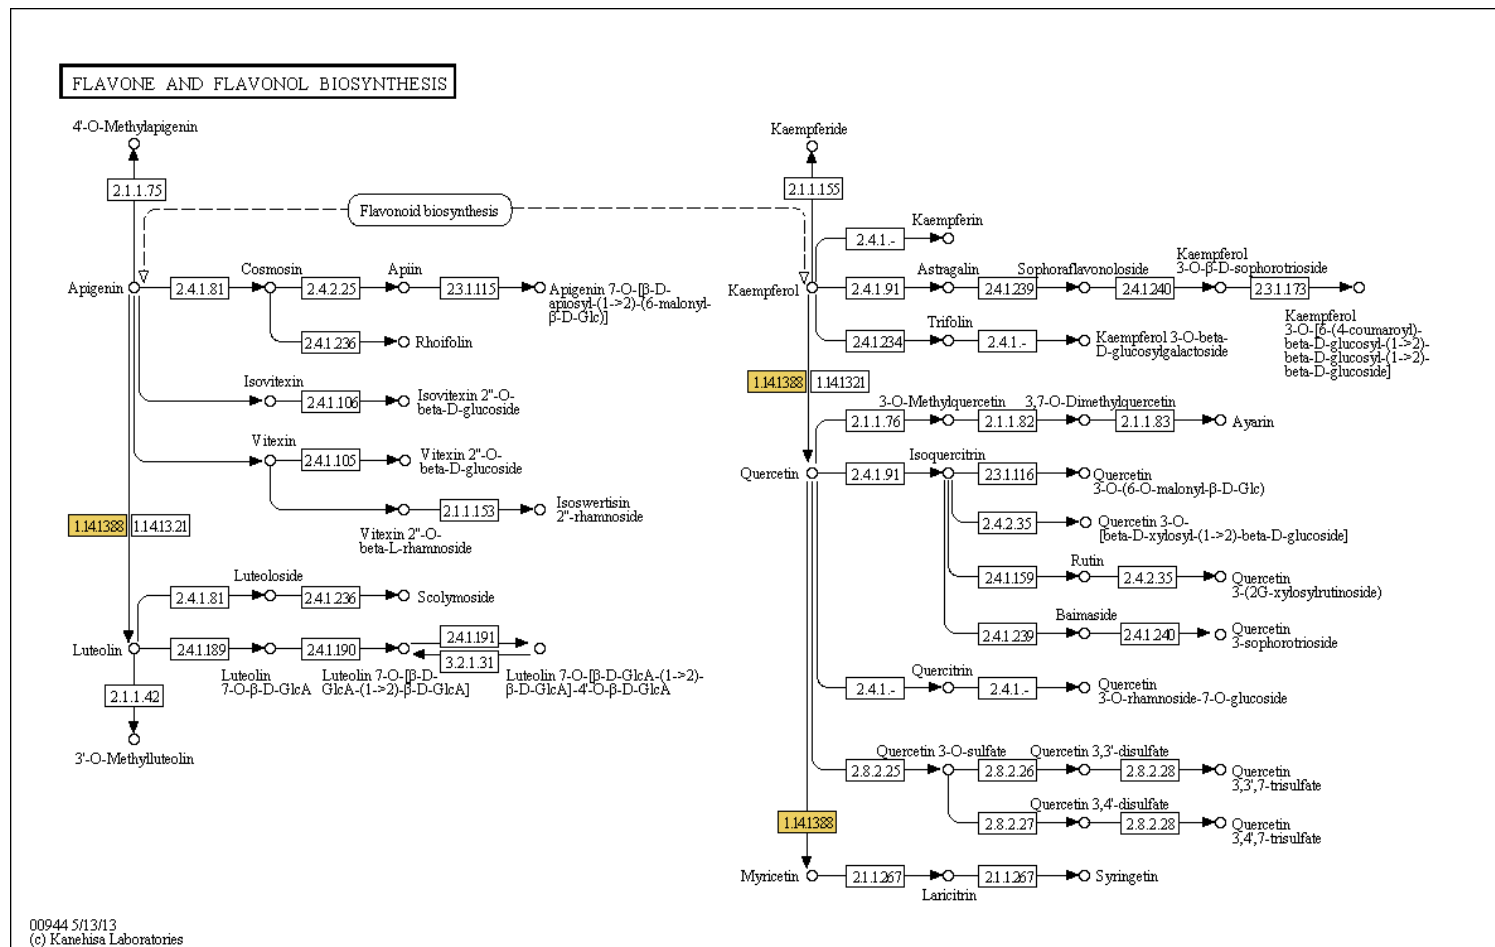 FLAVONE AND FLAVONOL BIOSYNTHESIS
4'-O-Methylapigenin
2.1.1.75
Flavonoid biosynthesis
Apigenin
2.4.1.81
Cosmosin
2.4.2.25
Apiin
2.3.1.115
Apigenin 7-O-[β-D-
apiosyl-(1->2)-(6-malonyl-
β-D-Glc)]
2.4.1.236
Rhoifolin
Isovitexin
2.4.1.106
Isovitexin 2"-O-
beta-D-glucoside
Vitexin
2.4.1.105
Vitexin 2"-O-
beta-D-glucoside
Vitexin 2"-O-
beta-L-rhamnoside
2.1.1.153
Isoswertisin
2"-rhamnoside
1.14.1388
1.14.13.21
Luteoloside
2.4.1.81
2.4.1.236
Scolymoside
Luteolin
2.4.1.189
Luteolin
7-O-β-D-GlcA
2.4.1.190
Luteolin 7-O-[β-D-
GlcA-(1->2)-β-D-GlcA]
2.4.1.191
3.2.1.31
Luteolin 7-O-[β-D-GlcA-(1->2)-
β-D-GlcA]-4'-O-β-D-GlcA
2.1.1.42
3'-O-Methylluteolin
Kaempferide
2.1.1.155
Kaempferol
2.4.1.-
Kaempferin
2.4.1.91
Astragalin
2.4.1.239
Sophoraflavonoloside
2.4.1.240
Kaempferol
3-O-β-D-sophorotrioside
2.3.1.173
Kaempferol
3-O-[6-(4-coumaroyl)-
beta-D-glucosyl-(1->2)-
beta-D-glucosyl-(1->2)-
beta-D-glucoside]
2.4.1.234
Trifolin
2.4.1.-
Kaempferol 3-O-beta-
D-glucosylgalactoside
1.14.1388
1.14.1321
2.1.1.76
3-O-Methylquercetin
2.1.1.82
3,7-O-Dimethylquercetin
2.1.1.83
Ayarin
Quercetin
2.4.1.91
Isoquercitrin
2.3.1.116
Quercetin
3-O-(6-O-malonyl-β-D-Glc)
2.4.2.35
Quercetin 3-O-
[beta-D-xylosyl-(1->2)-beta-D-glucoside]
2.4.1.159
Rutin
2.4.2.35
Quercetin
3-(2G-xylosylrutinoside)
2.4.1.239
Baimaside
2.4.1.240
Quercetin
3-sophorotrioside
2.4.1.-
Quercitrin
2.4.1.-
Quercetin
3-O-rhamnoside-7-O-glucoside
2.8.2.25
Quercetin 3-O-sulfate
2.8.2.26
Quercetin 3,3'-disulfate
2.8.2.28
Quercetin
3,3',7-trisulfate
2.8.2.27
Quercetin 3,4'-disulfate
2.8.2.28
Quercetin
3,4',7-trisulfate
1.14.1388
Myricetin
2.1.1.267
Laricitrin
2.1.1.267
Syringetin
00944 5/13/13
(c) Kanehisa Laboratories